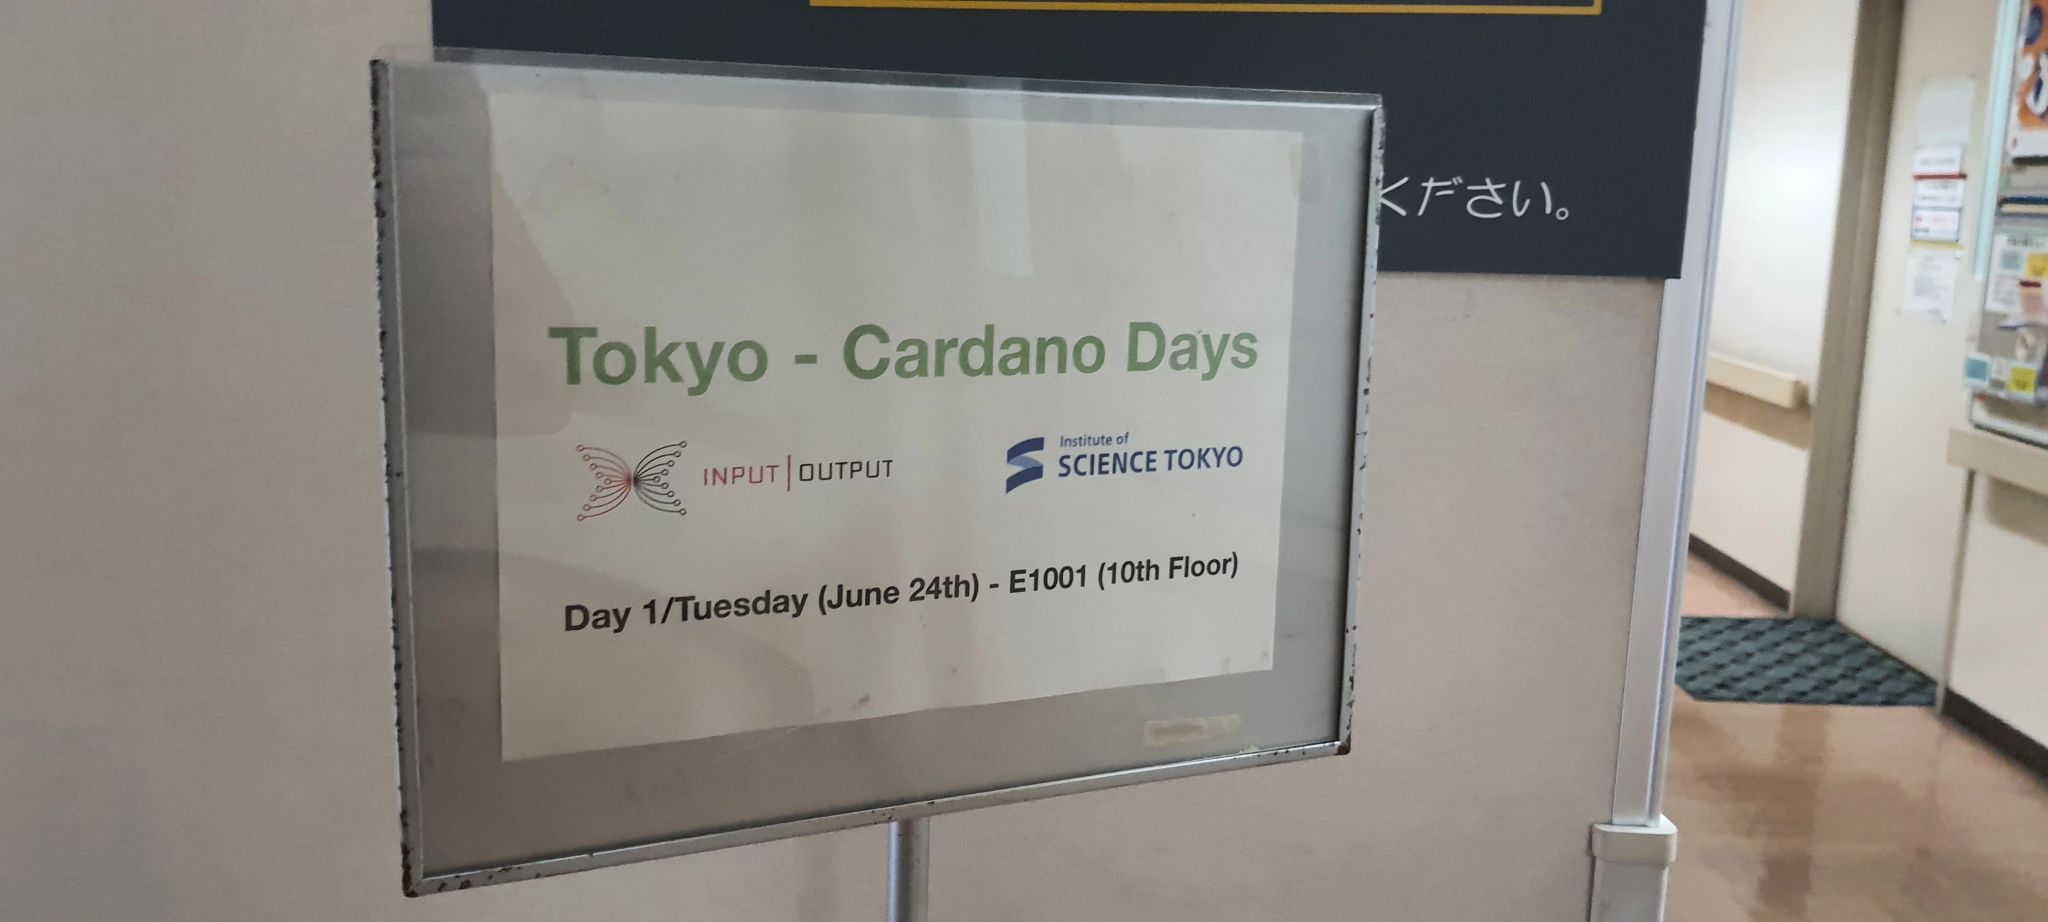 ください。
Tokyo - Cardano Days
INPUT | OUTPUT
Institute of
SCIENCE TOKYO
Day 1/Tuesday (June 24th) - E1001 (10th Floor)